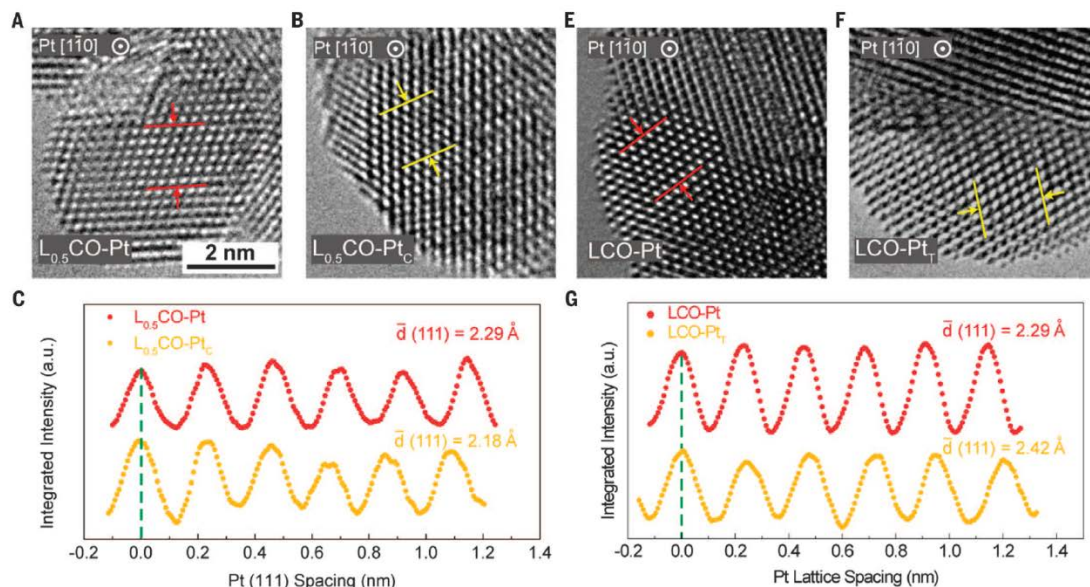 A
Pt [11̄0] ⊙
L₀.₅CO-Pt
2 nm
B
Pt [11̄0] ⊙
L₀.₅CO-Pt_C
E
Pt [11̄0] ⊙
LCO-Pt
F
Pt [11̄0] ⊙
LCO-Pt_T
C
L₀.₅CO-Pt
L₀.₅CO-Pt_C
d̄ (111) = 2.29 Å
d̄ (111) = 2.18 Å
Integrated Intensity (a.u.)
-0.2 0.0 0.2 0.4 0.6 0.8 1.0 1.2 1.4
Pt (111) Spacing (nm)
G
LCO-Pt
LCO-Pt_T
d̄ (111) = 2.29 Å
d̄ (111) = 2.42 Å
Integrated Intensity (a.u.)
-0.2 0.0 0.2 0.4 0.6 0.8 1.0 1.2 1.4
Pt Lattice Spacing (nm)